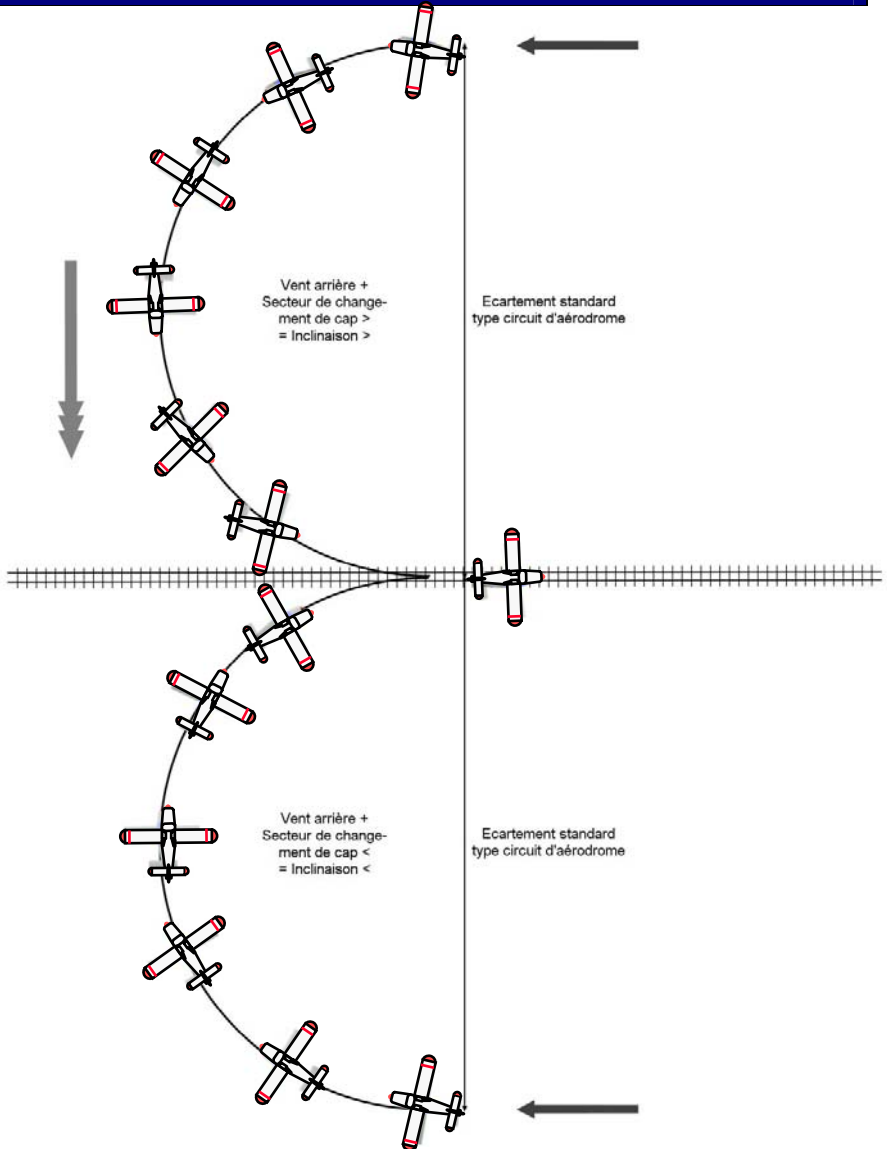 Vent arrière +
Secteur de change-
ment de cap >
= Inclinaison >
Ecartement standard
type circuit d'aérodrome
Vent arrière +
Secteur de change-
ment de cap <
= Inclinaison <
Ecartement standard
type circuit d'aérodrome